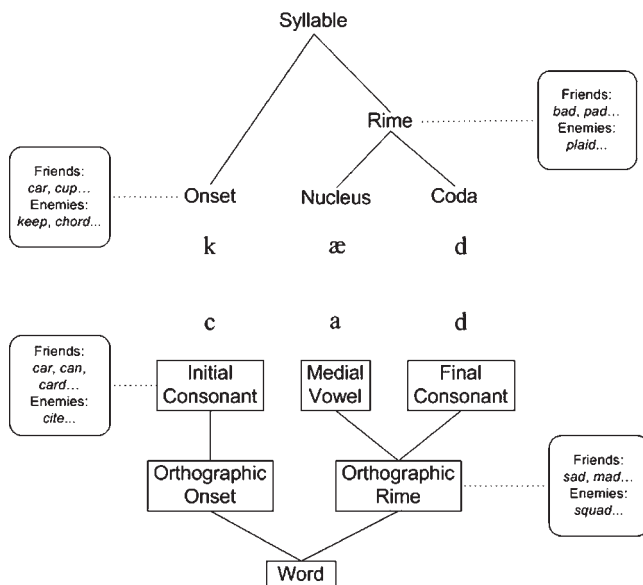 Syllable
Friends:
bad, pad...
Enemies:
plaid...
Rime
Friends:
car, cup...
Enemies:
keep, chord...
Onset
Nucleus
Coda
k
æ
d
c
a
d
Friends:
car, can,
card...
Enemies:
cite...
Initial
Consonant
Medial
Vowel
Final
Consonant
Orthographic
Onset
Orthographic
Rime
Friends:
sad, mad...
Enemies:
squad...
Word